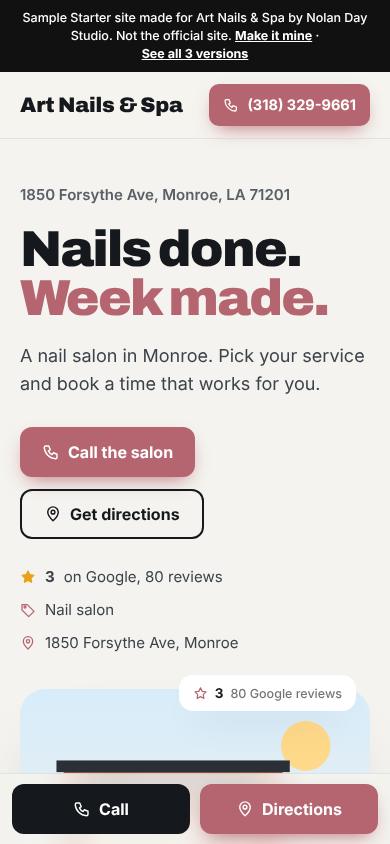 Sample Starter site made for Art Nails & Spa by Nolan Day
Studio. Not the official site. Make it mine ·
See all 3 versions
Art Nails & Spa
(318) 329-9661
1850 Forsythe Ave, Monroe, LA 71201
Nails done.
Week made.
A nail salon in Monroe. Pick your service
and book a time that works for you.
Call the salon
Get directions
3 on Google, 80 reviews
Nail salon
1850 Forsythe Ave, Monroe
3 80 Google reviews
Call
Directions